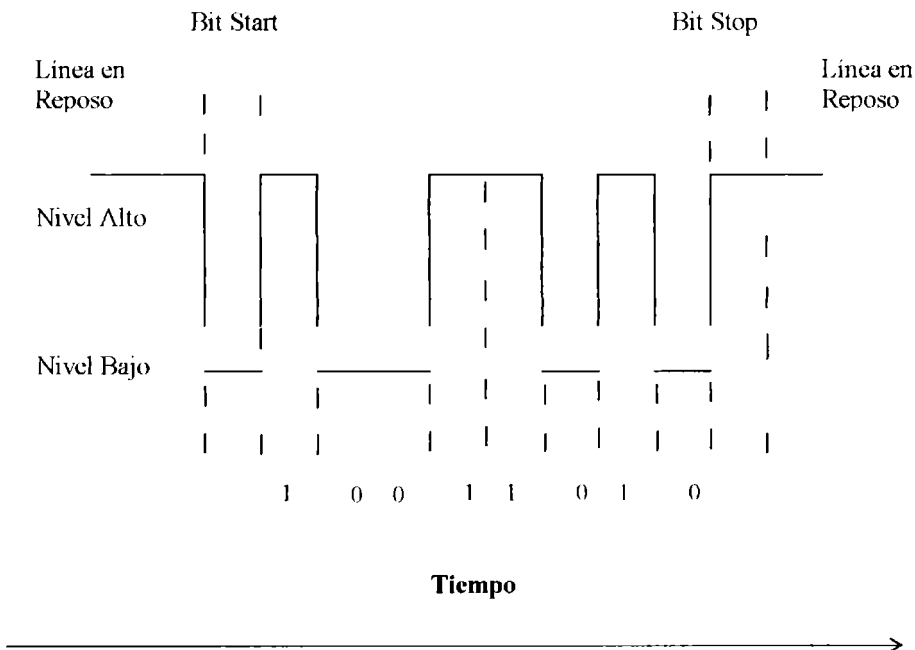 Bit Start
Bit Stop
Línea en
Reposo
Línea en
Reposo
Nivel Alto
Nivel Bajo
1 0 0 1 1 0 1 0
Tiempo